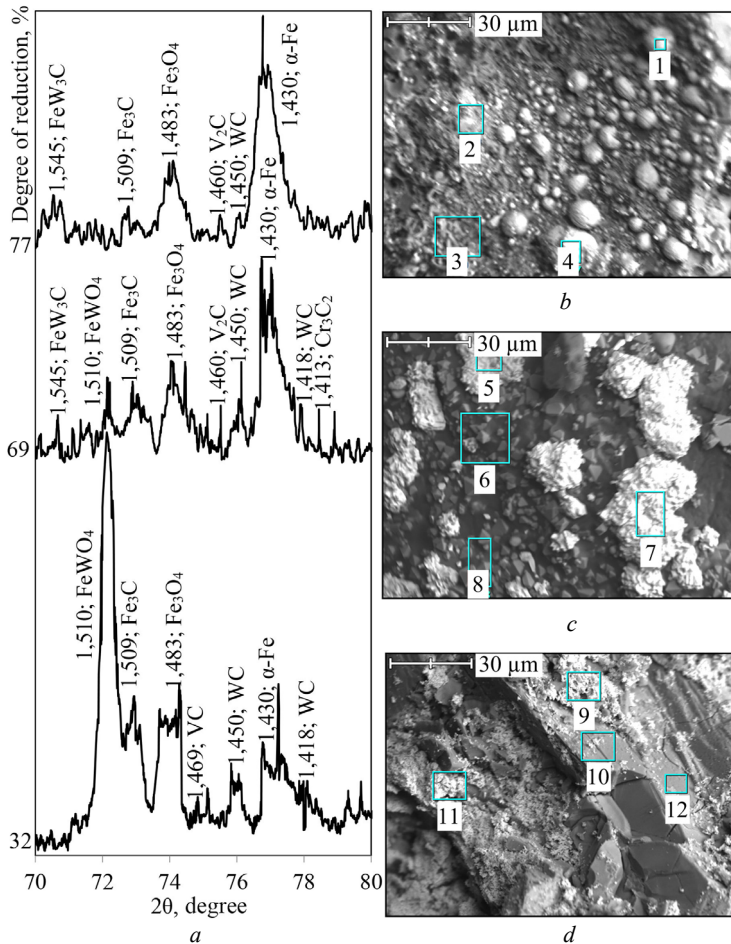 Degree of reduction, %
1,545; FeW₃C
1,509; Fe₃C
1,483; Fe₃O₄
1,460; V₂C
1,450; WC
1,430; α-Fe
77
1,545; FeW₃C
1,510; FeWO₄
1,509; Fe₃C
1,483; Fe₃O₄
1,460; V₂C
1,450; WC
1,430; α-Fe
1,418; WC
1,413; Cr₃C₂
69
1,510; FeWO₄
1,509; Fe₃C
1,483; Fe₃O₄
1,469; VC
1,450; WC
1,430; α-Fe
1,418; WC
32
70 72 74 76 78 80
2θ, degree
a
30 µm
1
2
3
4
b
30 µm
5
6
7
8
c
30 µm
9
10
11
12
d